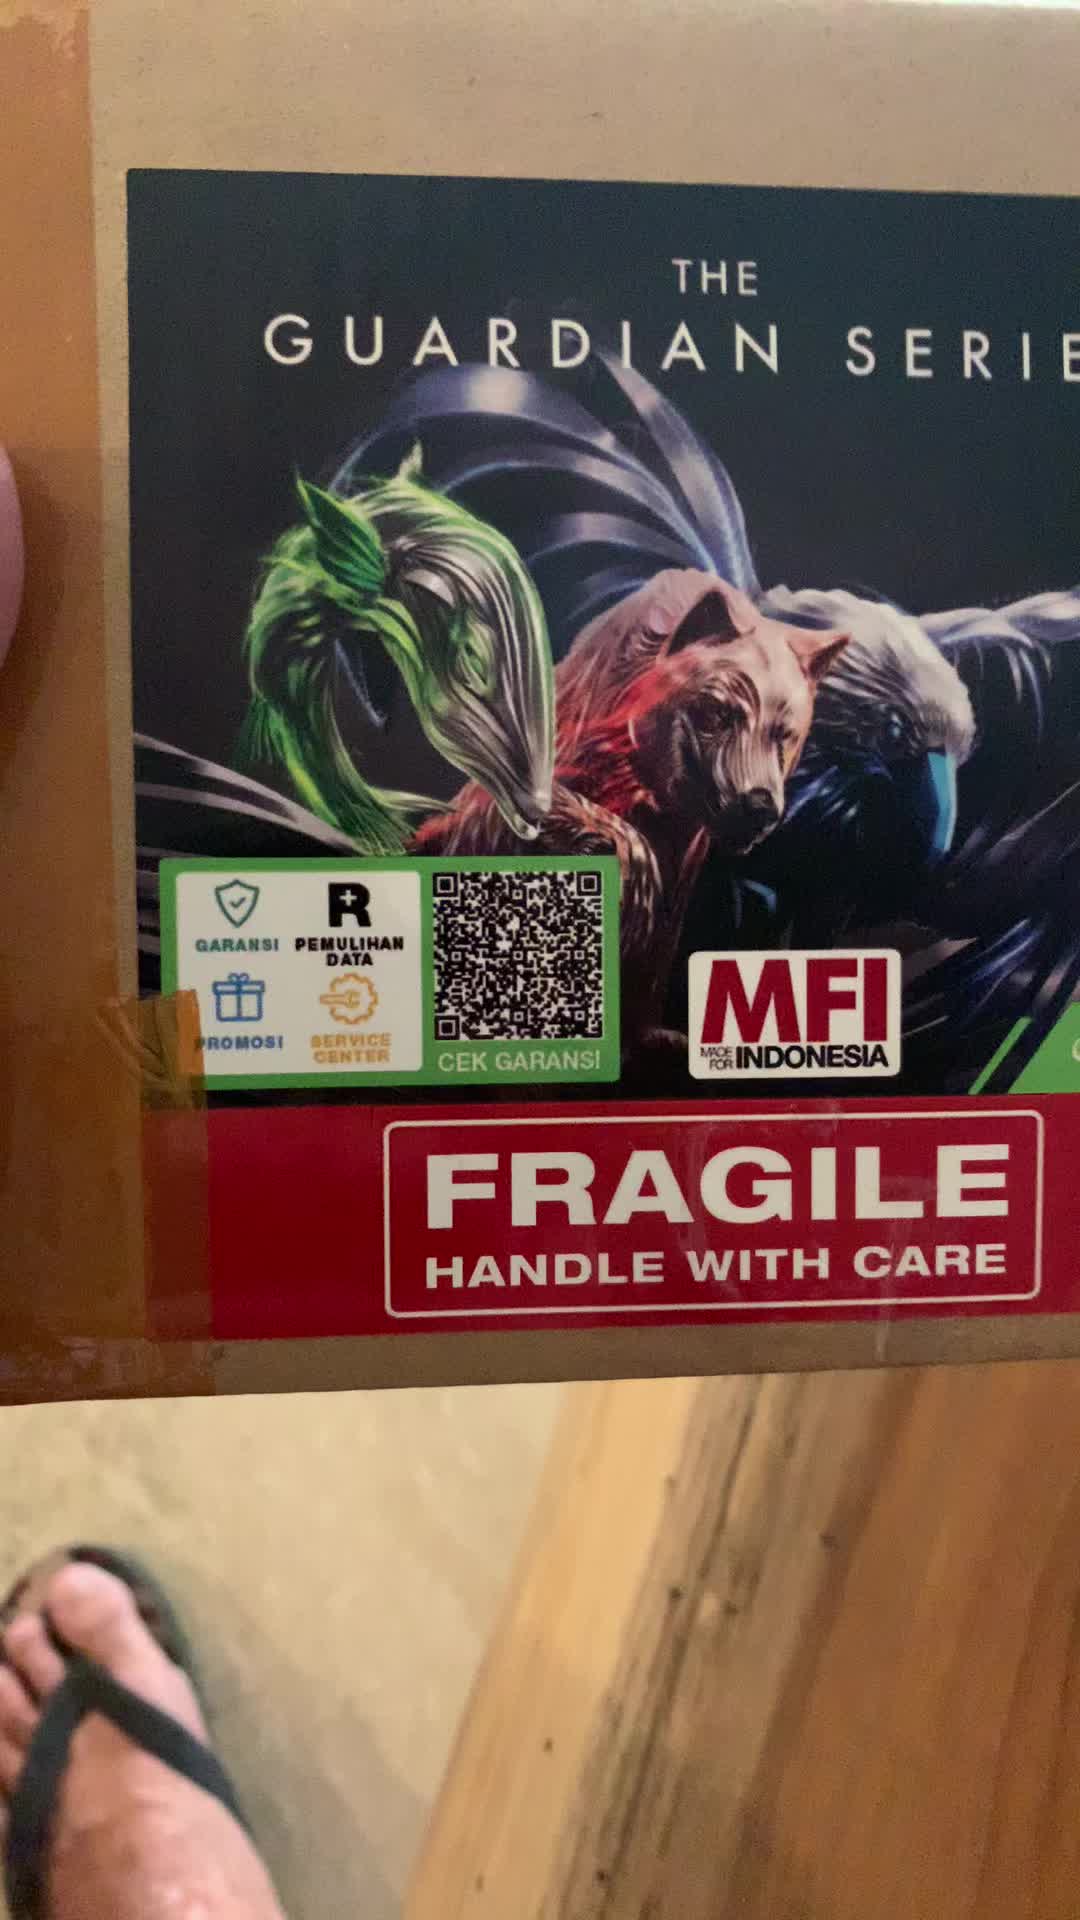 THE
GUARDIAN SERIE
GARANSI
R
PEMULIHAN
DATA
PROMOSI
SERVICE
CENTER
CEK GARANSI
MFI
MADE
FOR INDONESIA
FRAGILE
HANDLE WITH CARE